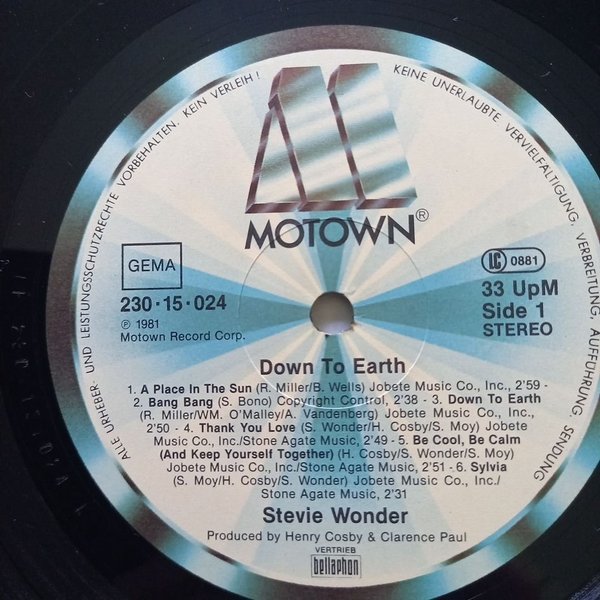 ALLE URHEBER- UND LEISTUNGSSCHUTZRECHTE VORBEHALTEN. KEIN VERLEIH! KEINE UNERLAUBTE VERVIELFÄLTIGUNG, VERBREITUNG, AUFFÜHRUNG, SENDUNG
MOTOWN®
GEMA
LC 0881
230·15·024
33 UpM
Side 1
STEREO
℗ 1981
Motown Record Corp.
Down To Earth
1. A Place In The Sun (R. Miller/B. Wells) Jobete Music Co., Inc., 2'59 -
2. Bang Bang (S. Bono) Copyright Control, 2'38 - 3. Down To Earth
(R. Miller/WM. O'Malley/A. Vandenberg) Jobete Music Co., Inc.,
2'50 - 4. Thank You Love (S. Wonder/H. Cosby/S. Moy) Jobete
Music Co., Inc./Stone Agate Music, 2'49 - 5. Be Cool, Be Calm
(And Keep Yourself Together) (H. Cosby/S. Wonder/S. Moy)
Jobete Music Co., Inc./Stone Agate Music, 2'51 - 6. Sylvia
(S. Moy/H. Cosby/S. Wonder) Jobete Music Co., Inc./
Stone Agate Music, 2'31
Stevie Wonder
Produced by Henry Cosby & Clarence Paul
VERTRIEB
bellaphon